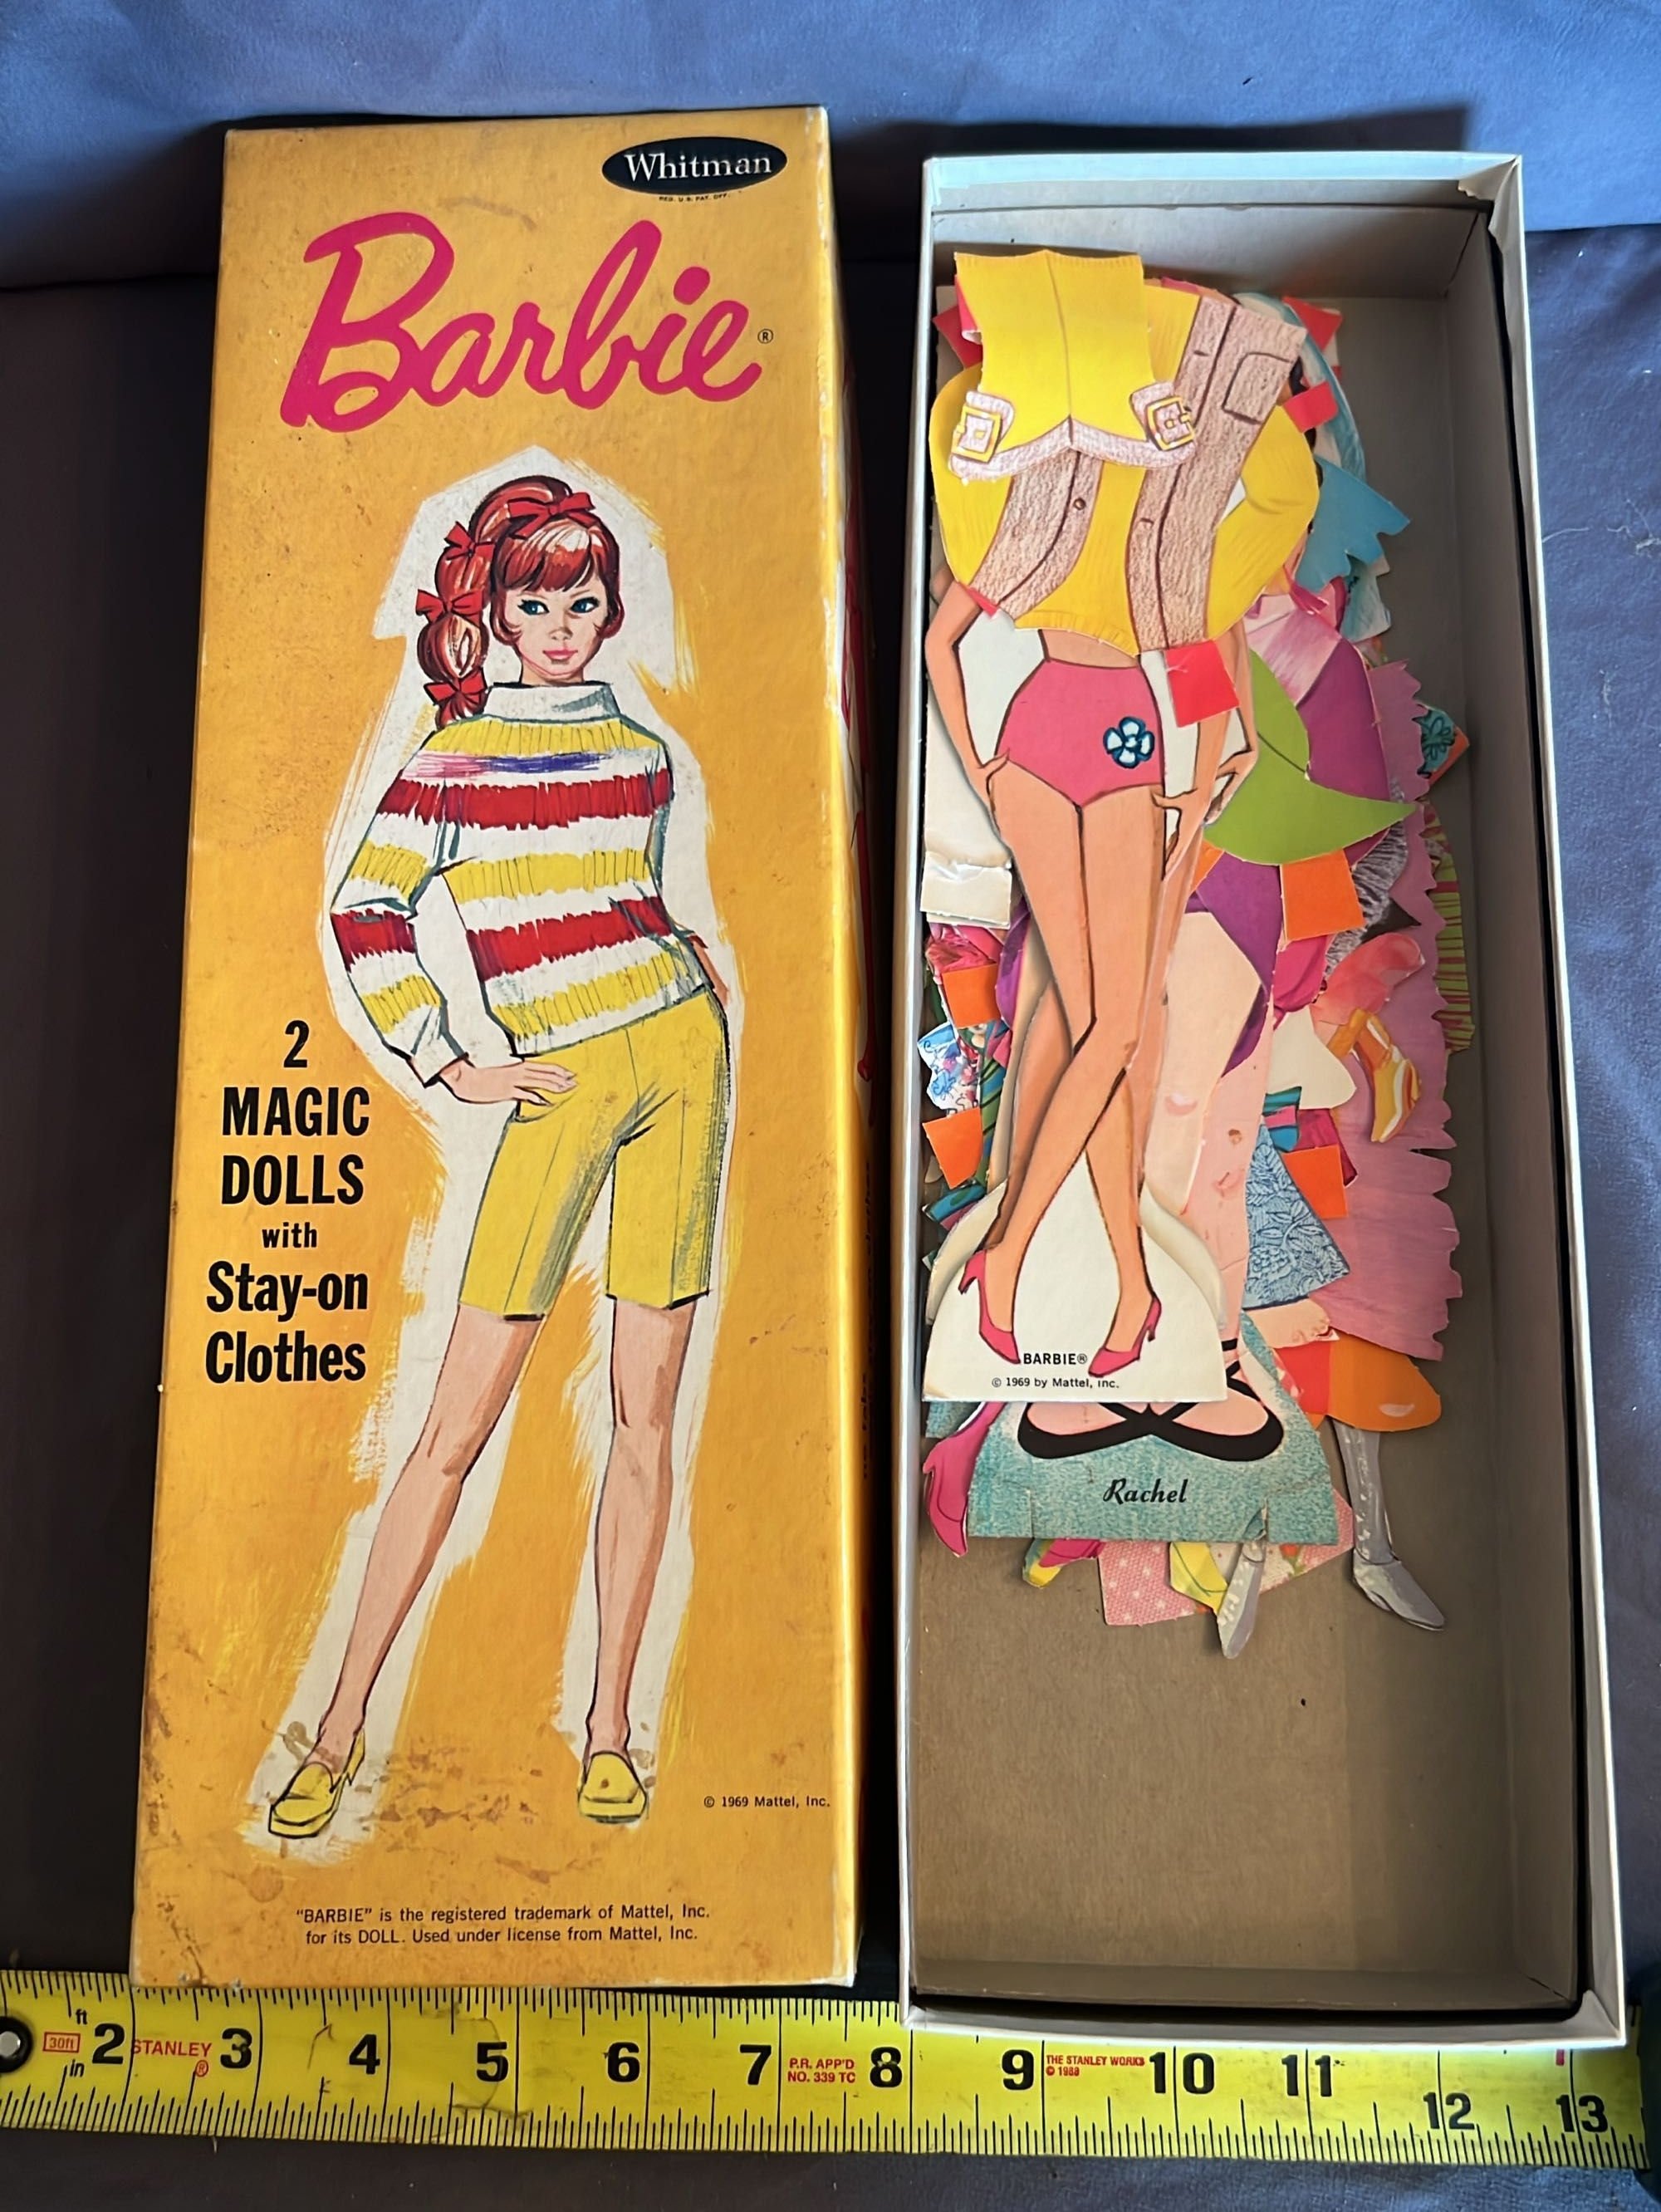 Whitman
REG. U.S. PAT. OFF.
Barbie®
2
MAGIC
DOLLS
with
Stay-on
Clothes
© 1969 Mattel, Inc.
"BARBIE" is the registered trademark of Mattel, Inc.
for its DOLL. Used under license from Mattel, Inc.
BARBIE®
© 1969 by Mattel, Inc.
Rachel
ft
30ft
in
2
STANLEY
®
3
4
5
6
7
P.R. APP'D
NO. 339 TC
8
9
THE STANLEY WORKS
© 1988
10
11
12
13